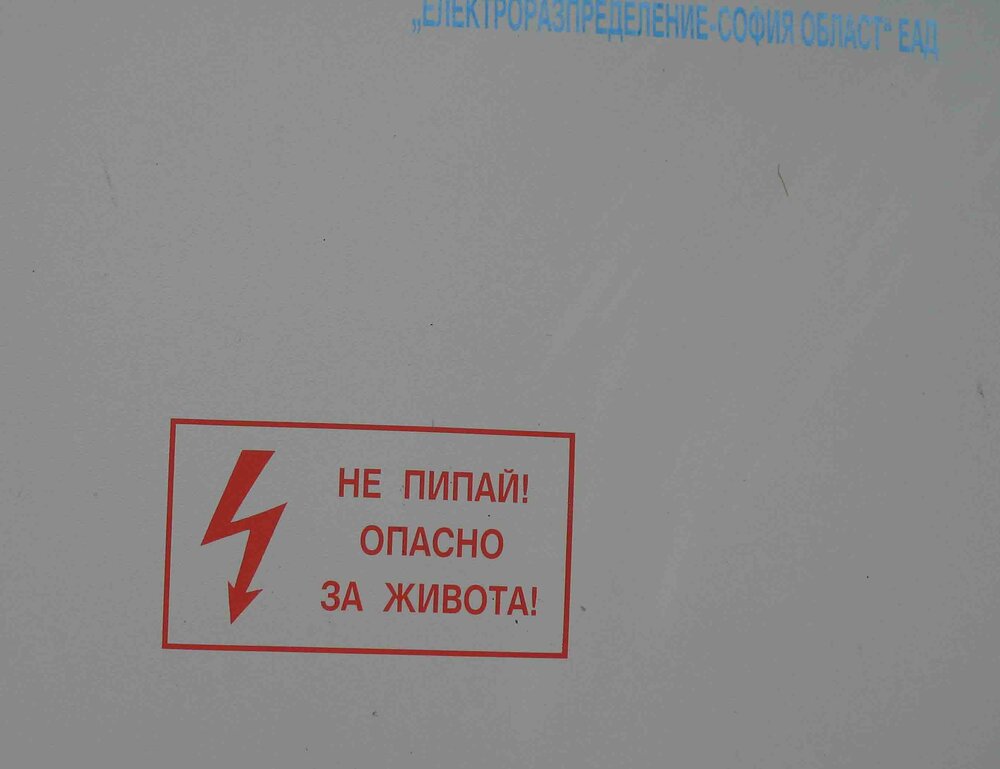 „ЕЛЕКТРОРАЗПРЕДЕЛЕНИЕ-СОФИЯ ОБЛАСТ“ ЕАД
НЕ ПИПАЙ!
ОПАСНО
ЗА ЖИВОТА!